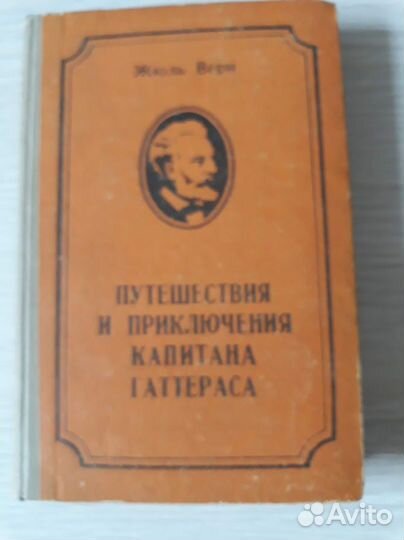 Жюль Верн
ПУТЕШЕСТВИЯ
И ПРИКЛЮЧЕНИЯ
КАПИТАНА
ГАТТЕРАСА
Avito